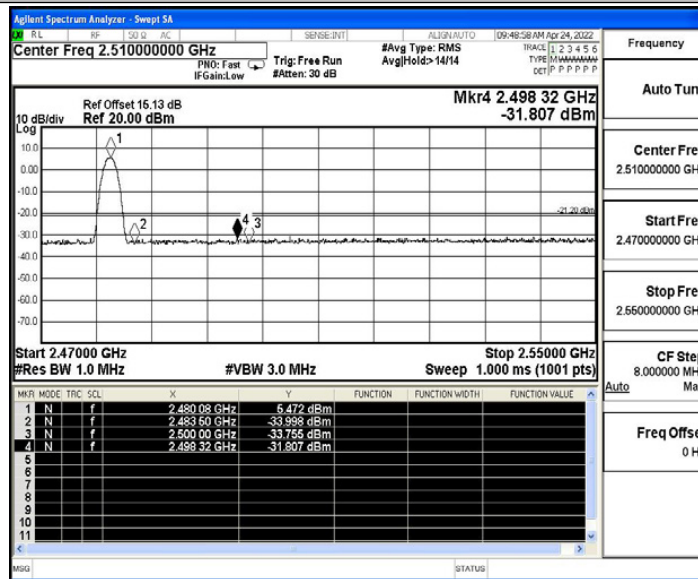 Agilent Spectrum Analyzer - Swept SA
RL RF 50 Ω AC SENSE:INT ALIGNAUTO 09:48:58 AM Apr 24, 2022
Center Freq 2.510000000 GHz
PNO: Fast
IFGain:Low
Trig: Free Run
#Atten: 30 dB
#Avg Type: RMS
Avg|Hold:> 14/14
TRACE 1 2 3 4 5 6
TYPE M
DET P P P P P P
Ref Offset 15.13 dB
Ref 20.00 dBm
10 dB/div
Log
Mkr4 2.498 32 GHz
-31.807 dBm
10.0
0.00
-10.0
-20.0
-30.0
-40.0
-50.0
-60.0
-70.0
1
2
4
3
-21.20 dBm
Start 2.47000 GHz
Stop 2.55000 GHz
#Res BW 1.0 MHz #VBW 3.0 MHz Sweep 1.000 ms (1001 pts)
MKR MODE TRC SCL X Y FUNCTION FUNCTION WIDTH FUNCTION VALUE
1 N f 2.480 08 GHz 5.472 dBm
2 N f 2.483 50 GHz -33.998 dBm
3 N f 2.500 00 GHz -33.755 dBm
4 N f 2.498 32 GHz -31.807 dBm
5
6
7
8
9
10
11
MSG STATUS
Frequency
Auto Tun
Center Fre
2.510000000 GH
Start Fre
2.470000000 GH
Stop Fre
2.550000000 GH
CF Ste
8.000000 MH
Auto Ma
Freq Offse
0 H